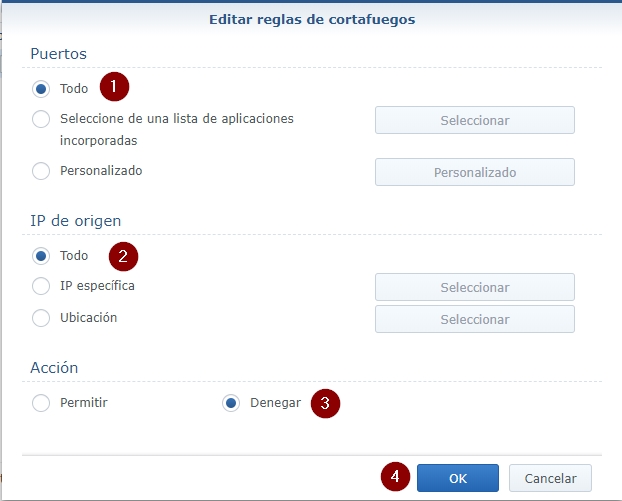 Editar reglas de cortafuegos
Puertos
Todo 1
Seleccione de una lista de aplicaciones Seleccionar
incorporadas
Personalizado Personalizado
IP de origen
Todo 2
IP específica Seleccionar
Ubicación Seleccionar
Acción
Permitir Denegar 3
4 OK Cancelar